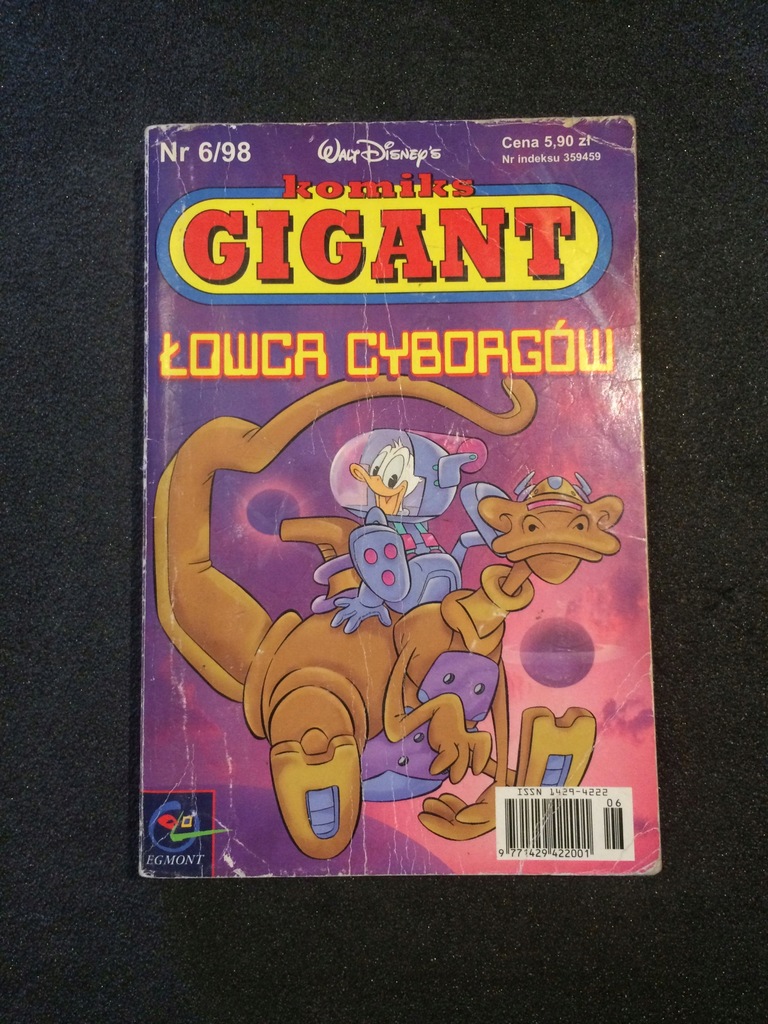 Nr 6/98
WALT DISNEY'S
Cena 5,90 zł
Nr indeksu 359459
komiks
GIGANT
ŁOWCA CYBORGÓW
ISSN 1429-4222
06
9 771429 422001
EGMONT